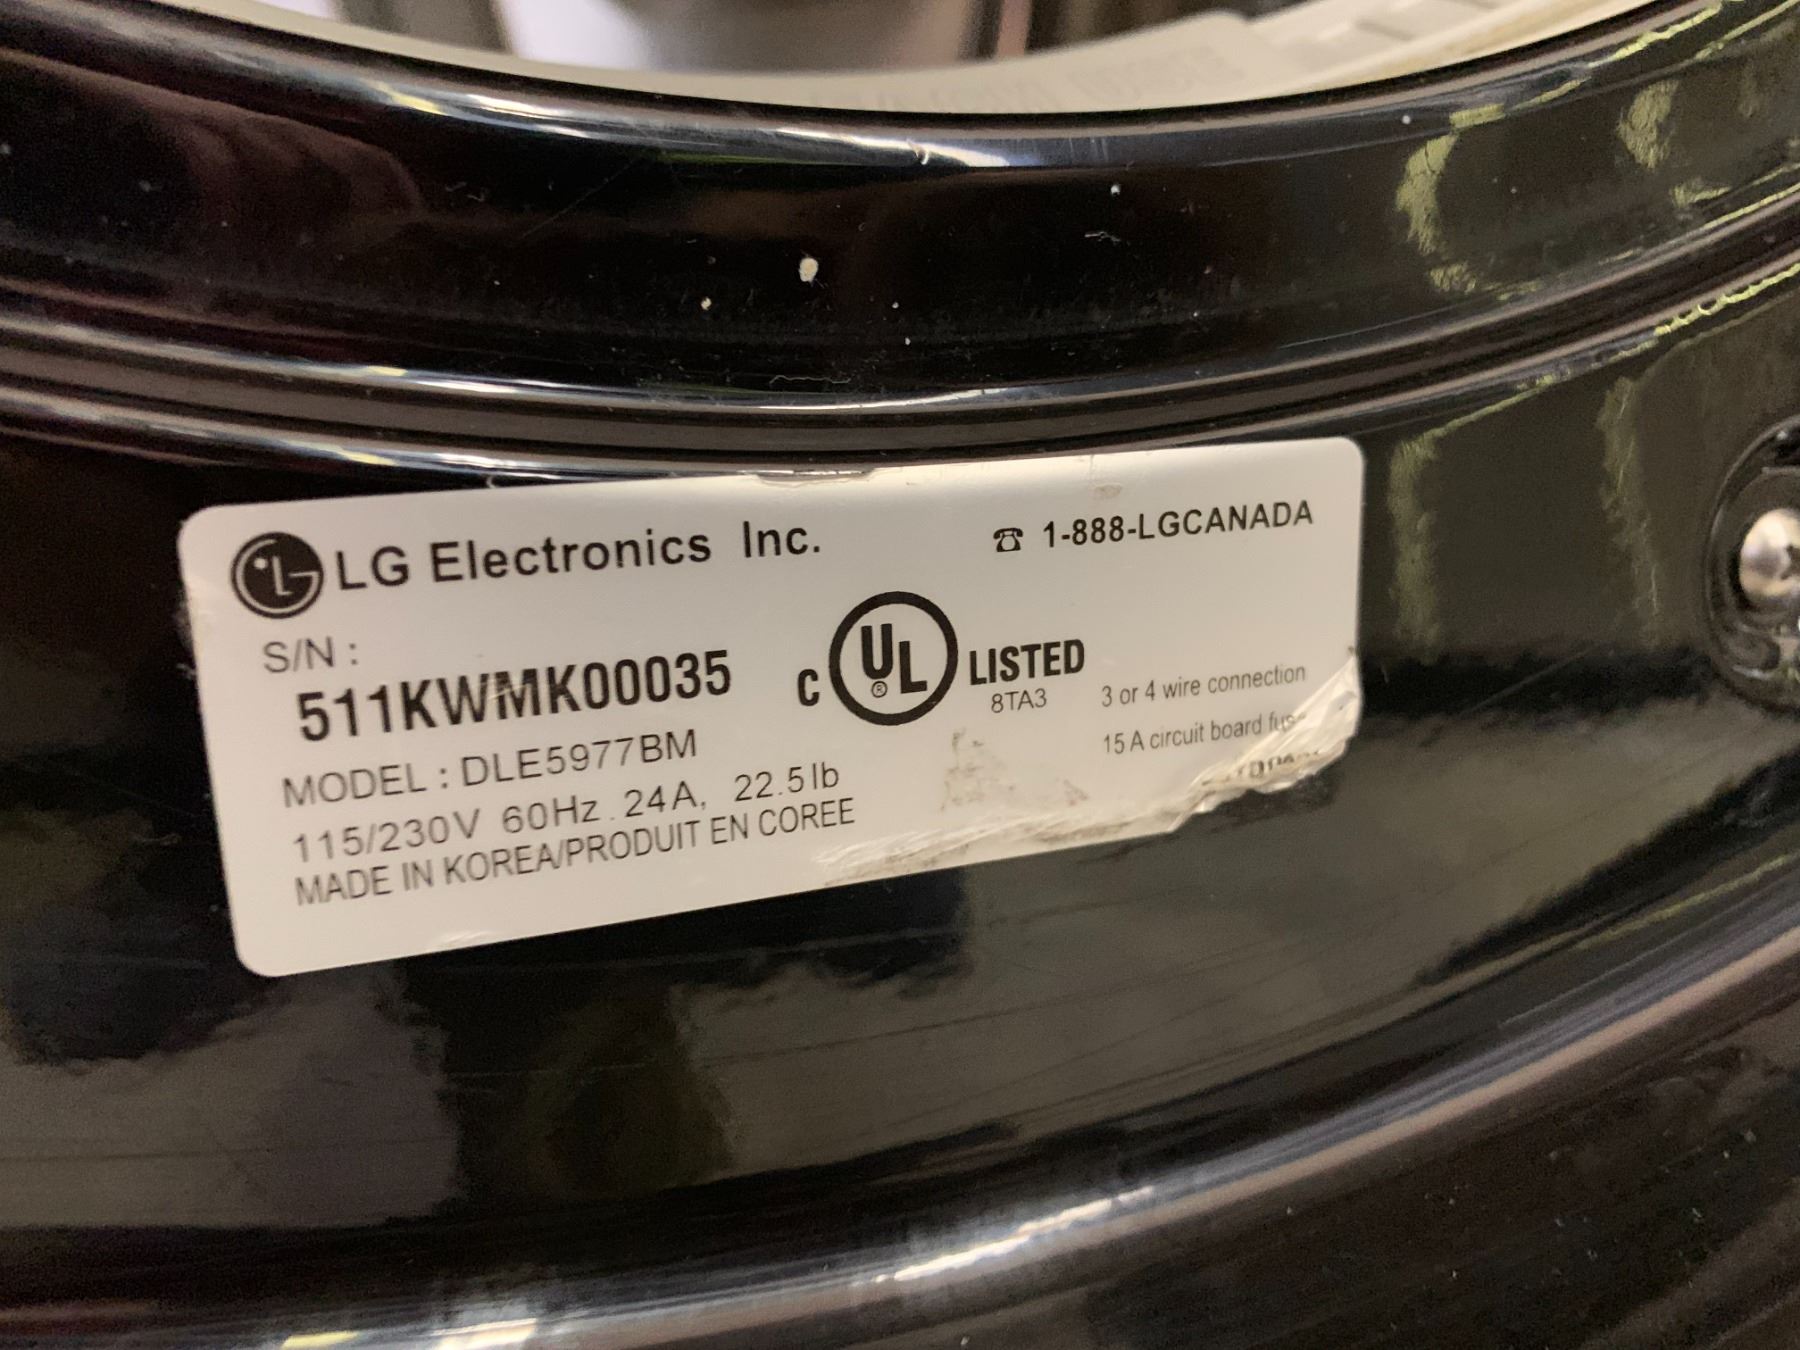 LG Electronics Inc.
☎ 1-888-LGCANADA
S/N :
511KWMK00035
C UL ® LISTED
8TA3
MODEL : DLE5977BM
115/230V 60Hz. 24A, 22.5lb
MADE IN KOREA/PRODUIT EN COREE
3 or 4 wire connection
15 A circuit board